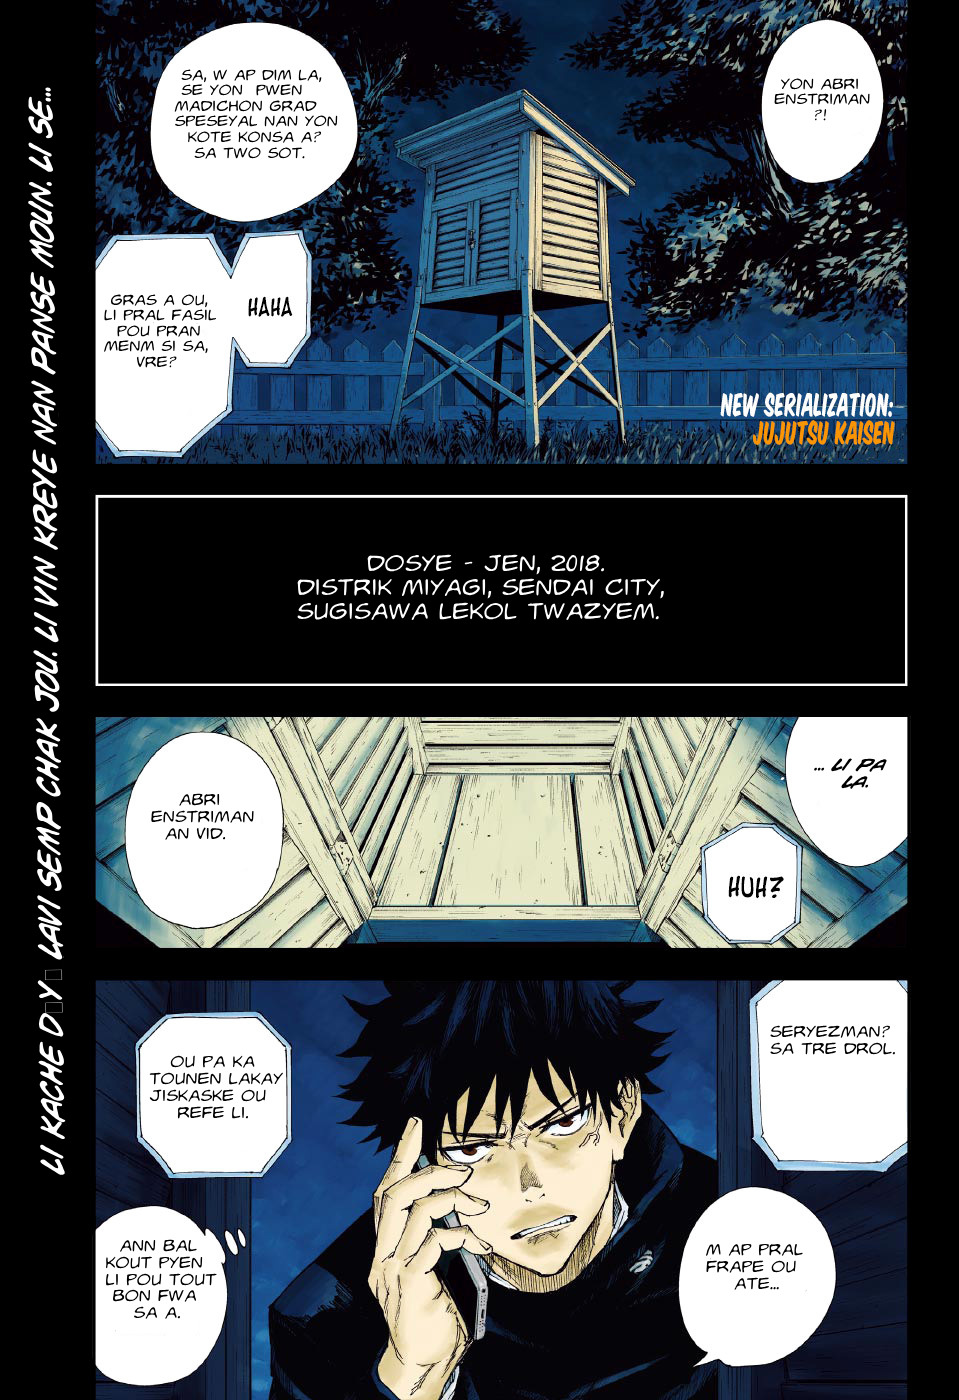 YON ABRI
ENSTRIMAN
?!
SA, W AP DIM LA,
SE YON PWEN
MADICHON GRAD
SPESEYAL NAN YON
KOTE KONSA A?
SA TWO SOT.
HAHA
GRAS A OU,
LI PRAL FASIL
POU PRAN
MENM SI SA,
VRE?
NEW SERIALIZATION:
JUJUTSU KAISEN
LI KACHE D□Y□ LAVI SEMP CHAK JOU. LI VIN KREYE NAN PANSE MOUN. LI SE...
DOSYE - JEN, 2018.
DISTRIK MIYAGI, SENDAI CITY,
SUGISAWA LEKOL TWAZYEM.
... LI PA
LA.
HUH?
ABRI
ENSTRIMAN
AN VID.
SERYEZMAN?
SA TRE DROL.
OU PA KA
TOUNEN LAKAY
JISKASKE OU
REFE LI.
M AP PRAL
FRAPE OU
ATE...
ANN BAL
KOUT PYEN
LI POU TOUT
BON FWA
SA A.